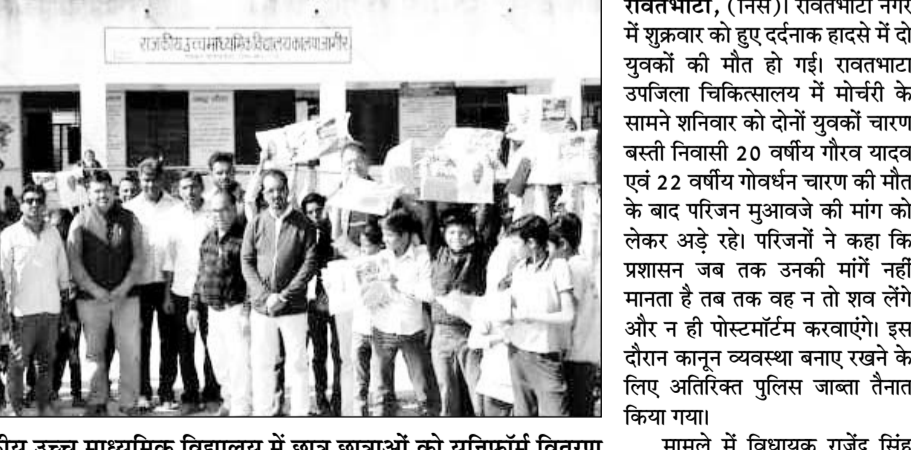 राजकीय उच्च माध्यमिक विद्यालय कालपाजागीर
कीय उच्च माध्यमिक विद्यालय में छात्र छात्राओं को यूनिफॉर्म वितरण
रावतभाटा, (निसं)। रावतभाटा नगर
में शुक्रवार को हुए दर्दनाक हादसे में दो
युवकों की मौत हो गई। रावतभाटा
उपजिला चिकित्सालय में मोर्चरी के
सामने शनिवार को दोनों युवकों चारण
बस्ती निवासी 20 वर्षीय गौरव यादव
एवं 22 वर्षीय गोवर्धन चारण की मौत
के बाद परिजन मुआवजे की मांग को
लेकर अड़े रहे। परिजनों ने कहा कि
प्रशासन जब तक उनकी मांगें नहीं
मानता है तब तक वह न तो शव लेंगे
और न ही पोस्टमॉर्टम करवाएंगे। इस
दौरान कानून व्यवस्था बनाए रखने के
लिए अतिरिक्त पुलिस जाब्ता तैनात
किया गया।
मामले में विधायक राजेंद्र सिंह